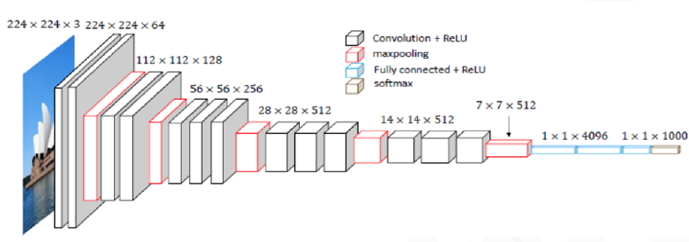 224 × 224 × 3 224 × 224 × 64
112 × 112 × 128
56 × 56 × 256
28 × 28 × 512
14 × 14 × 512
7 × 7 × 512
1 × 1 × 4096 1 × 1 × 1000
Convolution + ReLU
maxpooling
Fully connected + ReLU
softmax